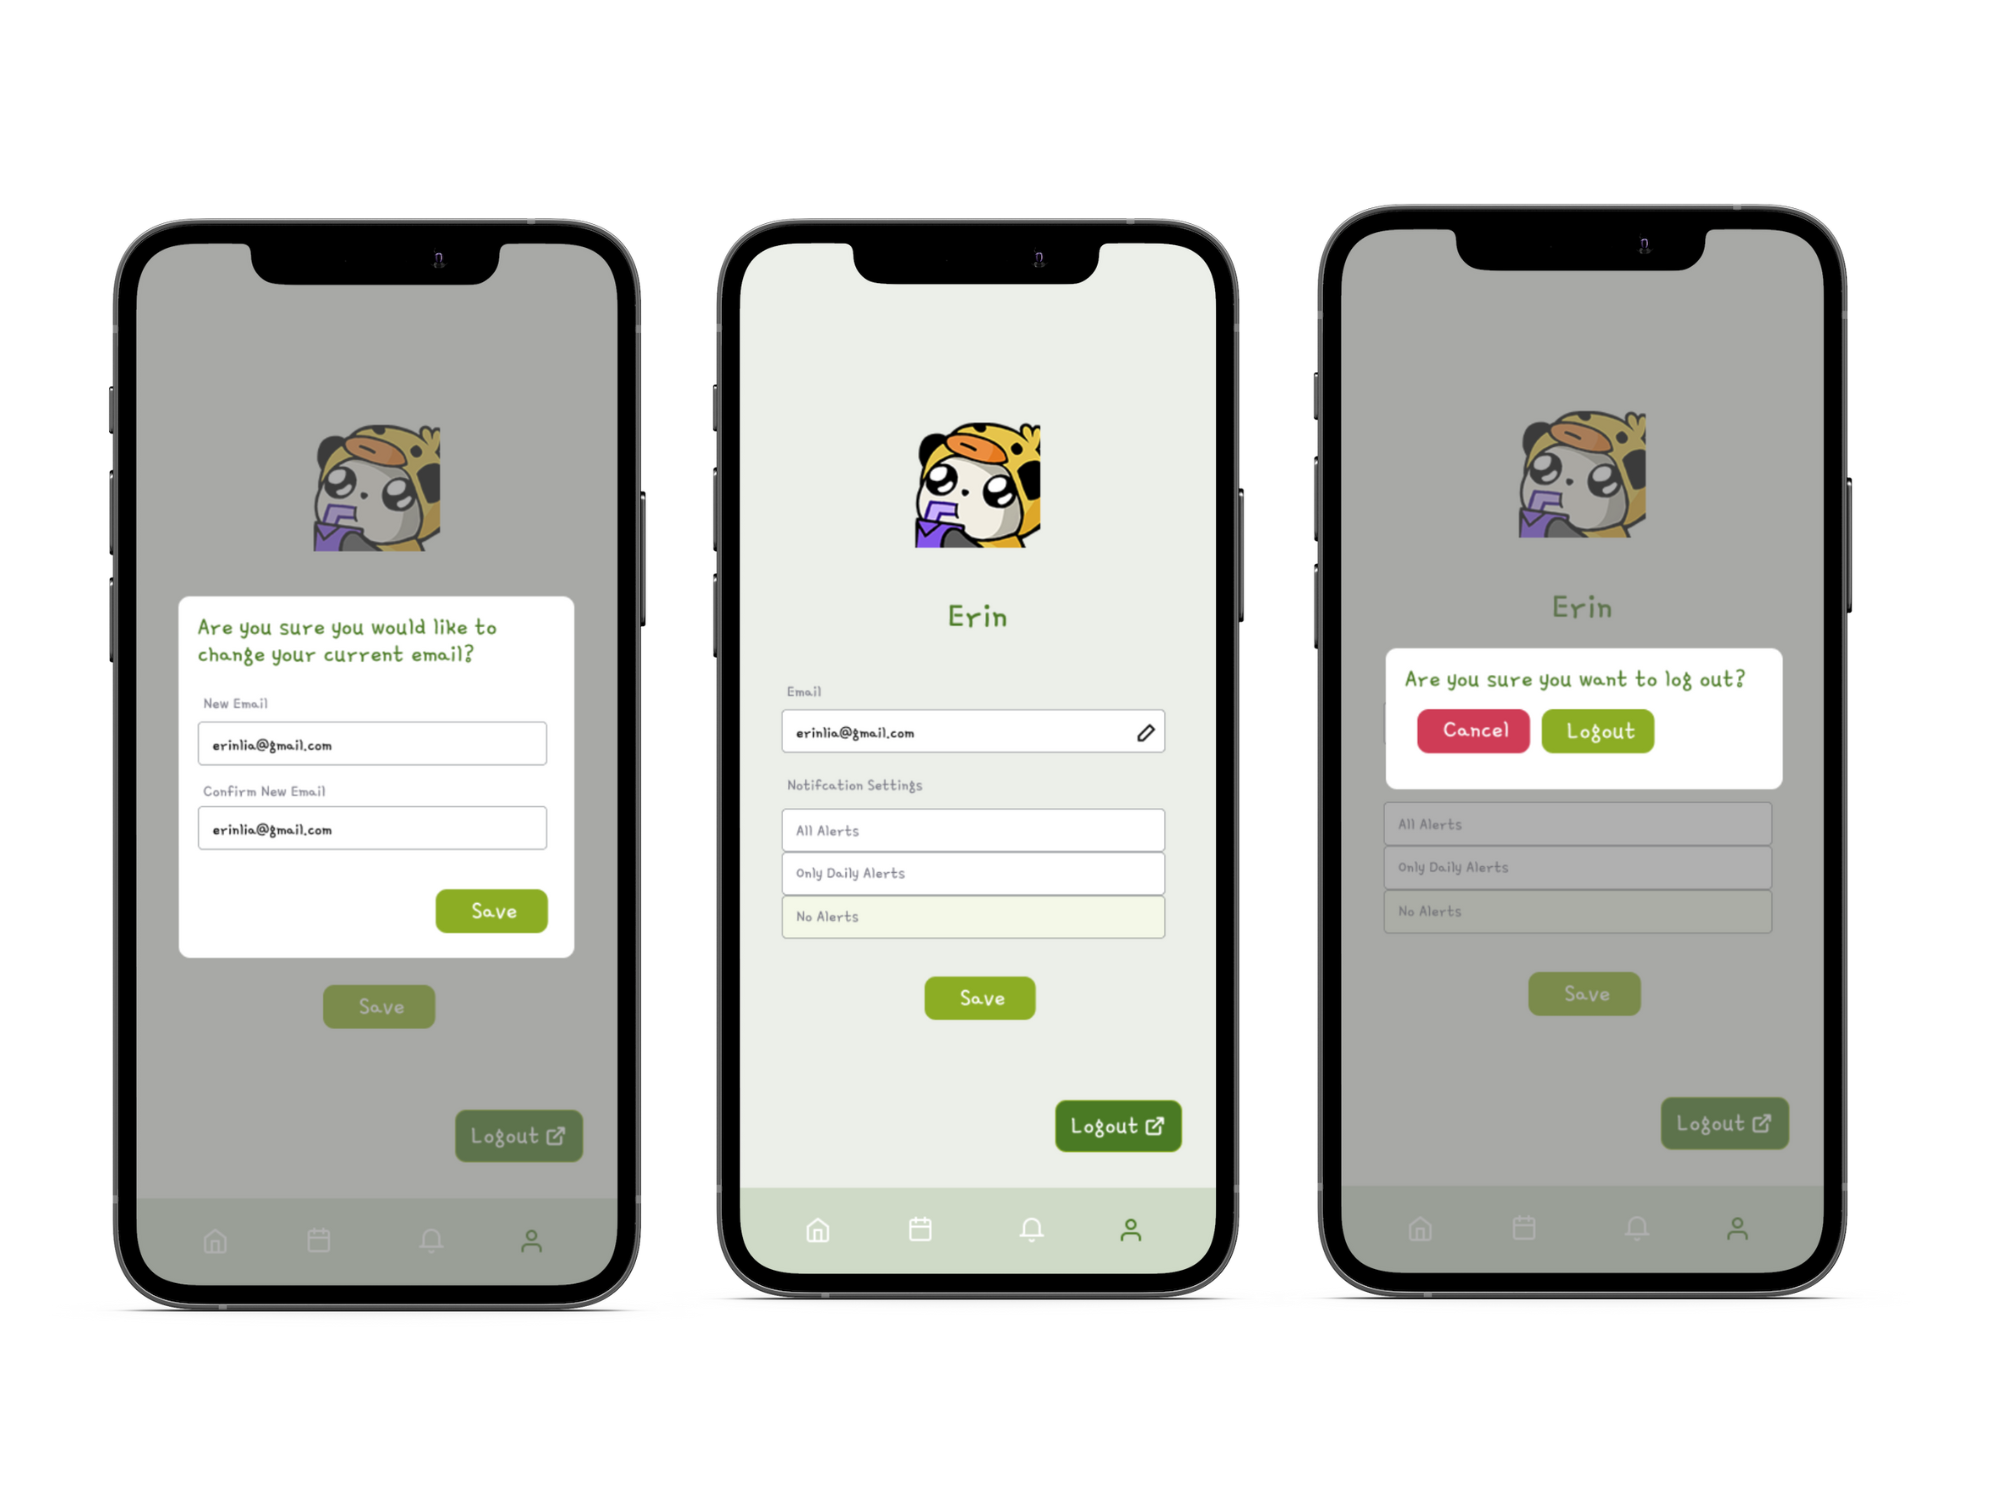 Are you sure you would like to
change your current email?
New Email
erinlia@gmail.com
Confirm New Email
erinlia@gmail.com
Save
Save
Logout
Erin
Email
erinlia@gmail.com
Notifcation Settings
All Alerts
Only Daily Alerts
No Alerts
Save
Logout
Erin
Are you sure you want to log out?
Cancel
Logout
All Alerts
Only Daily Alerts
No Alerts
Save
Logout